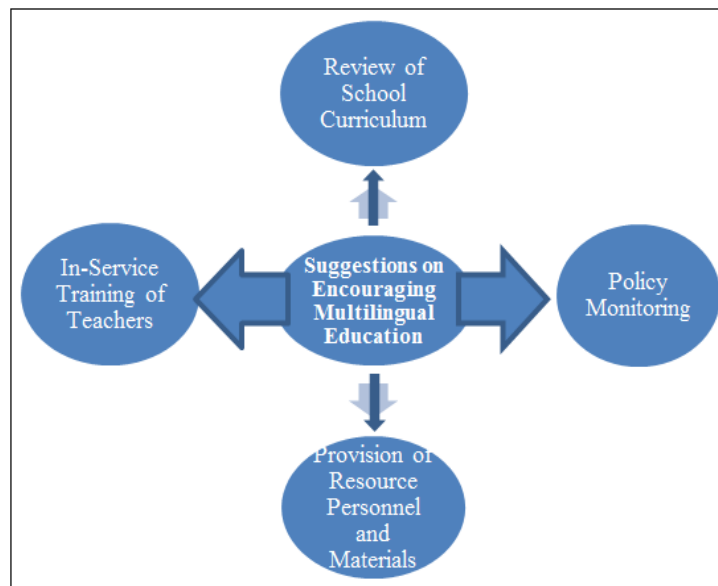 Review of
School
Curriculum
In-Service
Training of
Teachers
Suggestions on
Encouraging
Multilingual
Education
Policy
Monitoring
Provision of
Resource
Personnel
and
Materials